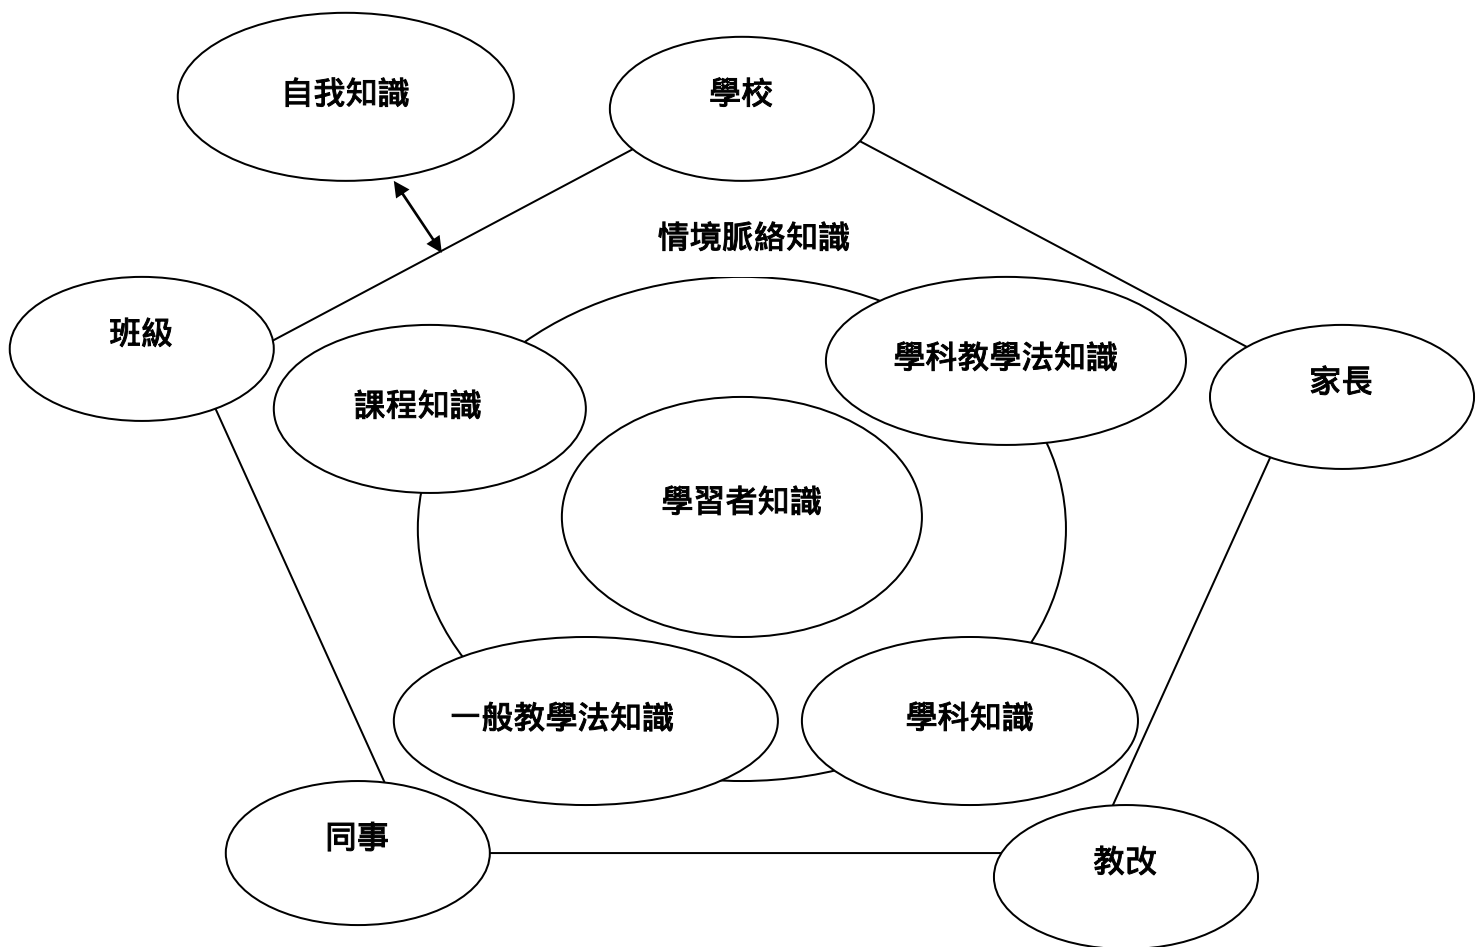 自我知識
學校
情境脈絡知識
班級
學科教學法知識
家長
課程知識
學習者知識
一般教學法知識
學科知識
同事
教改